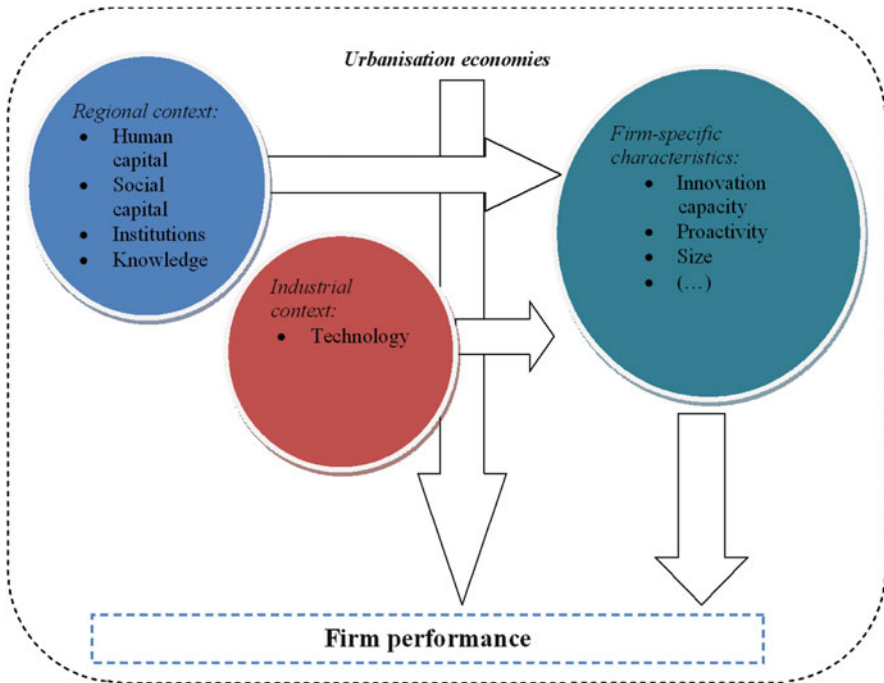 Urbanisation economies
Regional context:
• Human
capital
• Social
capital
• Institutions
• Knowledge
Industrial
context:
• Technology
Firm-specific
characteristics:
• Innovation
capacity
• Proactivity
• Size
• (…)
Firm performance